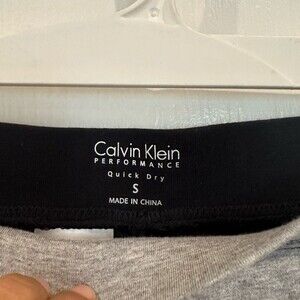 Calvin Klein
PERFORMANCE
Quick Dry
S
MADE IN CHINA